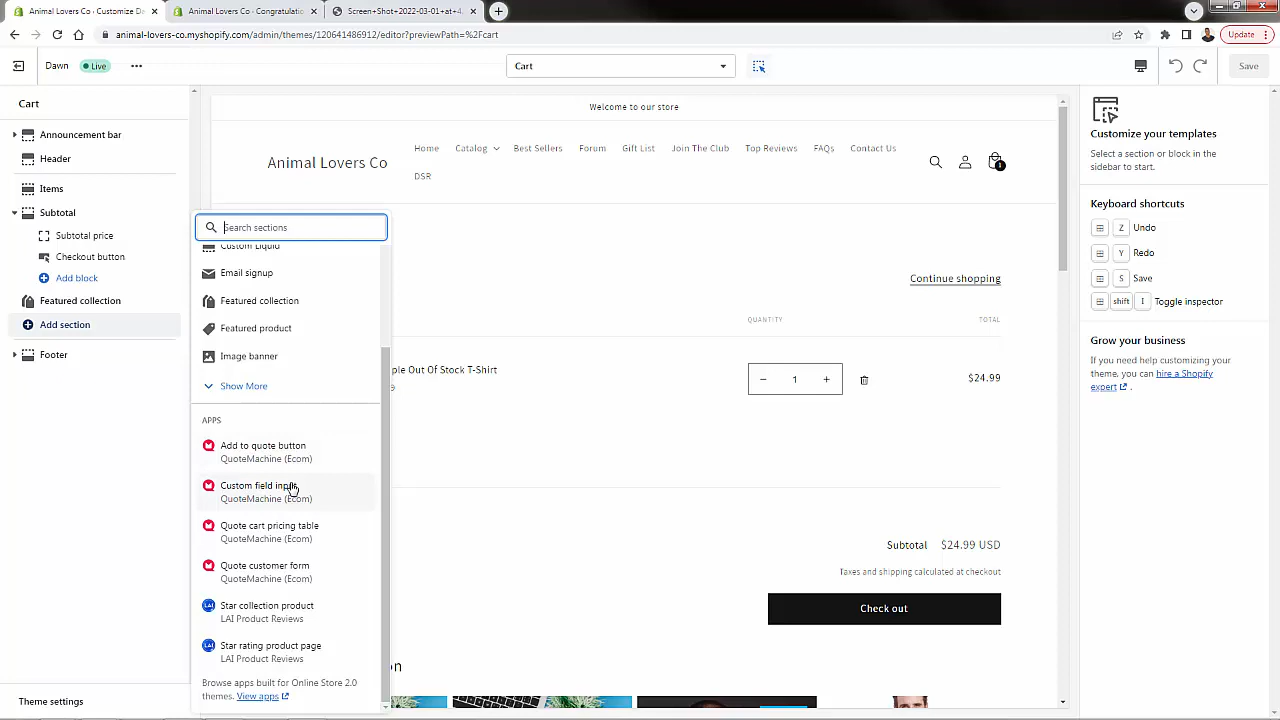 Animal Lovers Co · Customize Da
Animal Lovers Co · Congratulatio
Screen+Shot+2022-03-01+at+4.
animal-lovers-co.myshopify.com/admin/themes/120641486912/editor?previewPath=%2Fcart
Update
Dawn
Live
Cart
Save
Cart
Announcement bar
Header
Items
Subtotal
Subtotal price
Checkout button
Add block
Featured collection
Add section
Footer
Theme settings
Search sections
Custom Liquid
Email signup
Featured collection
Featured product
Image banner
Show More
APPS
Add to quote button
QuoteMachine (Ecom)
Custom field input
QuoteMachine (Ecom)
Quote cart pricing table
QuoteMachine (Ecom)
Quote customer form
QuoteMachine (Ecom)
Star collection product
LAI Product Reviews
Star rating product page
LAI Product Reviews
Browse apps built for Online Store 2.0
themes. View apps
Welcome to our store
Animal Lovers Co
Home Catalog Best Sellers Forum Gift List Join The Club Top Reviews FAQs Contact Us
DSR
1
Continue shopping
QUANTITY TOTAL
ple Out Of Stock T-Shirt
9
1
$24.99
Subtotal $24.99 USD
Taxes and shipping calculated at checkout
Check out
on
Customize your templates
Select a section or block in the
sidebar to start.
Keyboard shortcuts
Z Undo
Y Redo
S Save
shift I Toggle inspector
Grow your business
If you need help customizing your
theme, you can hire a Shopify
expert .